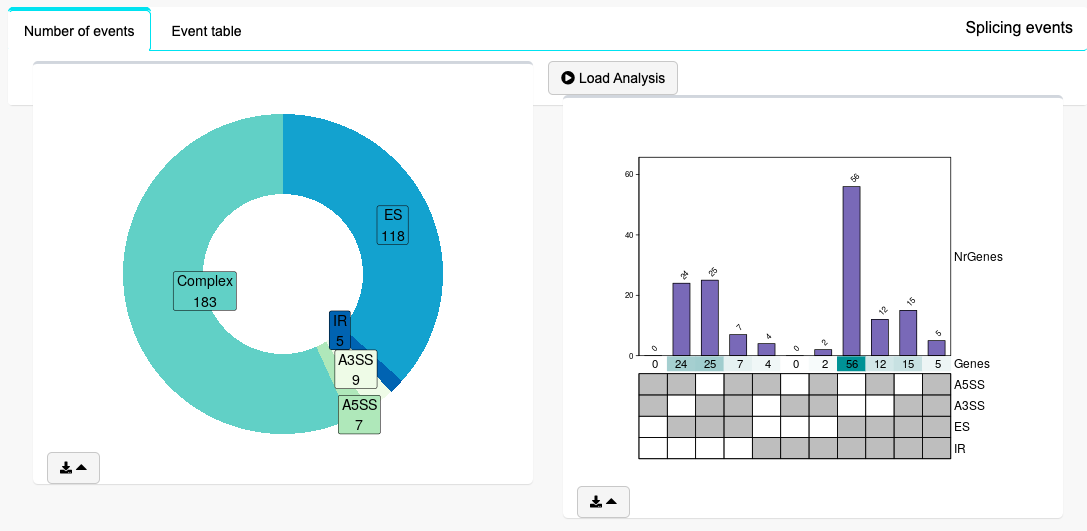 Number of events
Event table
Splicing events
Load Analysis
ES
118
Complex
183
IR
5
A3SS
9
A5SS
7
60
40
20
0
0
24
25
7
4
0
2
56
12
15
5
NrGenes
0 24 25 7 4 0 2 56 12 15 5 Genes
A5SS
A3SS
ES
IR